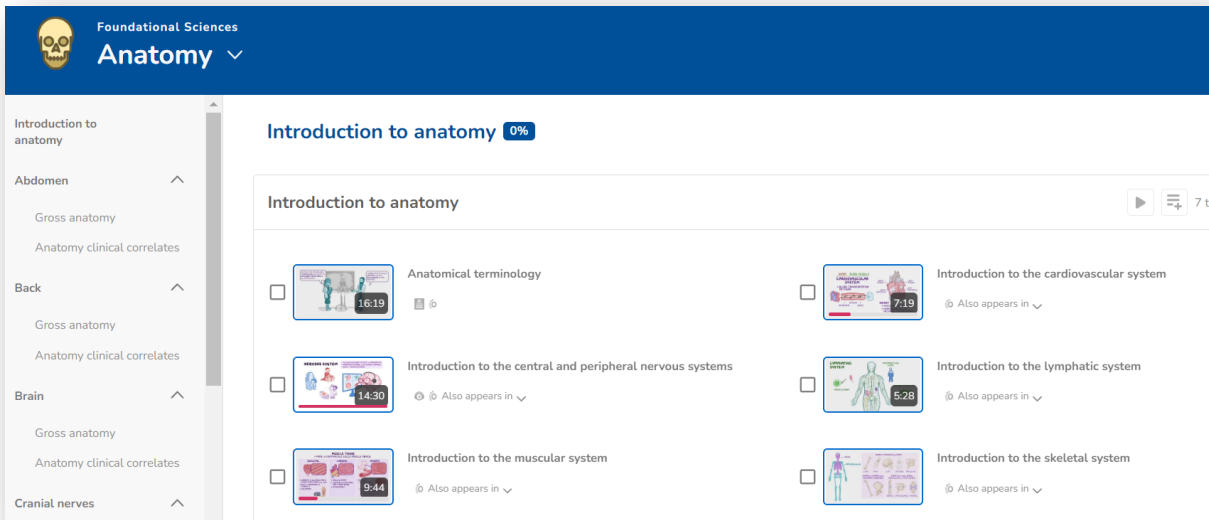 Foundational Sciences
Anatomy
Introduction to
anatomy
Abdomen
Gross anatomy
Anatomy clinical correlates
Back
Gross anatomy
Anatomy clinical correlates
Brain
Gross anatomy
Anatomy clinical correlates
Cranial nerves
Introduction to anatomy 0%
Introduction to anatomy
7 t
16:19
Anatomical terminology
7:19
Introduction to the cardiovascular system
Also appears in
14:30
Introduction to the central and peripheral nervous systems
Also appears in
5:28
Introduction to the lymphatic system
Also appears in
9:44
Introduction to the muscular system
Also appears in
Introduction to the skeletal system
Also appears in